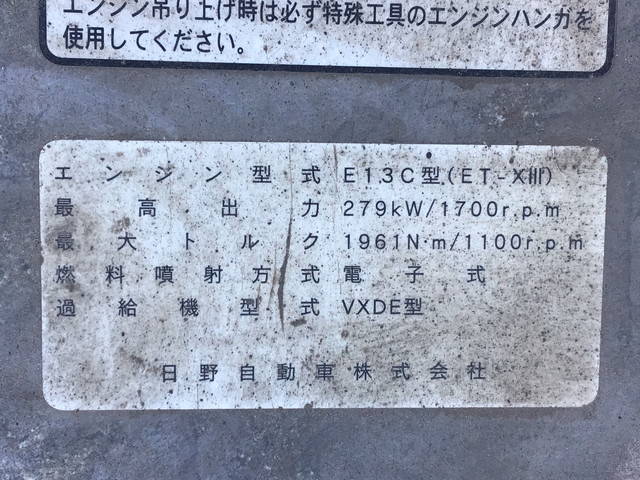 エンジン吊り上げ時は必ず特殊工具のエンジンハンガを
使用してください。
エンジン型式 E13C型(ET-XⅢ)
最高出力 279kW/1700r.p.m
最大トルク 1961N·m/1100r.p.m
燃料噴射方式 電子式
過給機型式 VXDE型
日野自動車株式会社